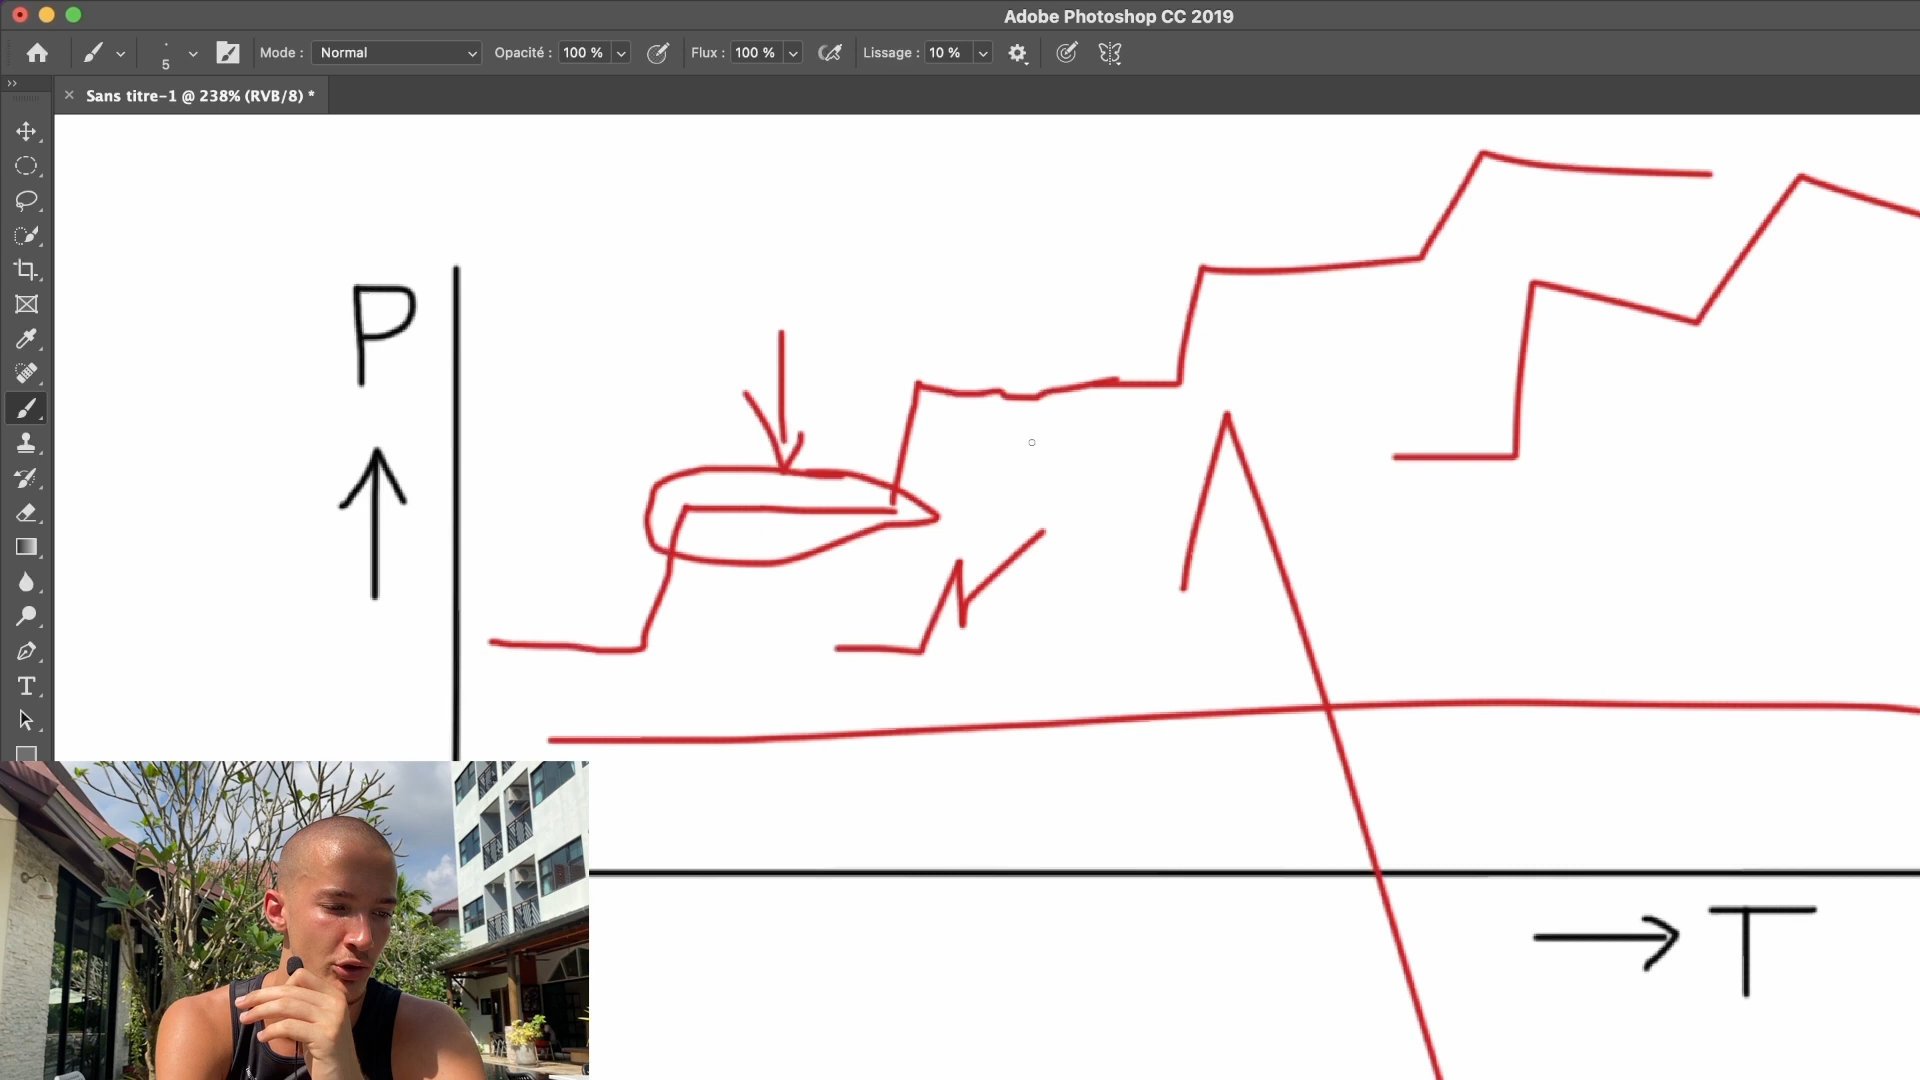 Adobe Photoshop CC 2019
5 Mode : Normal Opacité : 100 % Flux : 100 % Lissage : 10 %
× Sans titre-1 @ 238% (RVB/8) *
P
T